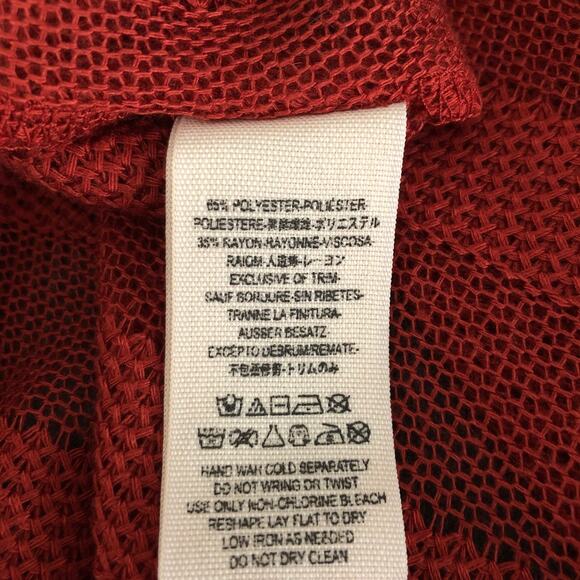 65% POLYESTER-POLIESTER-
POLIESTERE-聚酯纖維-ポリエステル
35% RAYON-RAYONNE-VISCOSA-
RAIOM-人造絲-レーヨン
EXCLUSIVE OF TRIM-
SAUF BORDURE-SIN RIBETES-
TRANNE LA FINITURA-
AUSSER BESATZ
EXCEPTO DEBRUM/REMATE-
不包括修剪-トリムのみ
HAND WAH COLD SEPARATELY
DO NOT WRING OR TWIST
USE ONLY NON-CHLORINE BLEACH
RESHAPE LAY FLAT TO DRY
LOW IRON AS NEEDED
DO NOT DRY CLEAN